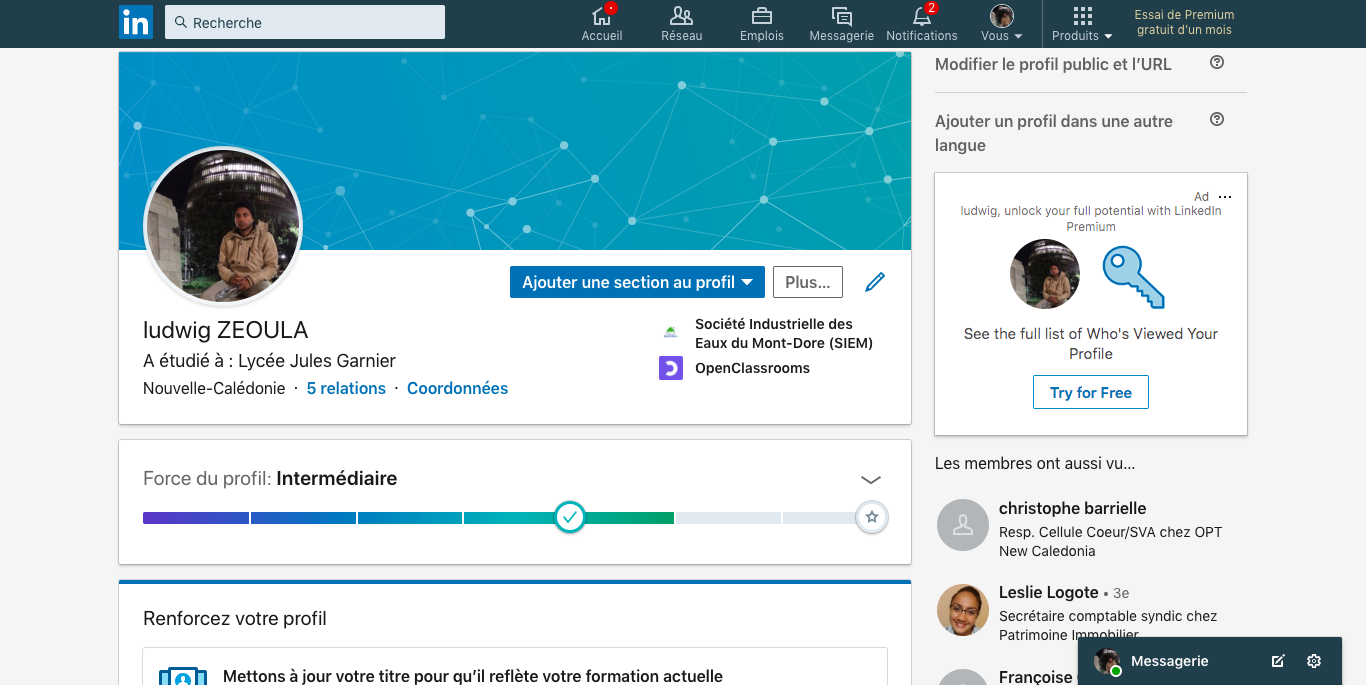 in
Recherche
Accueil
Réseau
Emplois
Messagerie
2
Notifications
Vous
Produits
Essai de Premium
gratuit d'un mois
ludwig ZEOULA
A étudié à : Lycée Jules Garnier
Nouvelle-Calédonie · 5 relations · Coordonnées
Ajouter une section au profil
Plus...
Société Industrielle des
Eaux du Mont-Dore (SIEM)
OpenClassrooms
Force du profil: Intermédiaire
Renforcez votre profil
Mettons à jour votre titre pour qu’il reflète votre formation actuelle
Modifier le profil public et l’URL
Ajouter un profil dans une autre
langue
Ad
ludwig, unlock your full potential with LinkedIn
Premium
See the full list of Who's Viewed Your
Profile
Try for Free
Les membres ont aussi vu...
christophe barrielle
Resp. Cellule Coeur/SVA chez OPT
New Caledonia
Leslie Logote • 3e
Secrétaire comptable syndic chez
Patrimoine Immobilier
Françoise
Messagerie